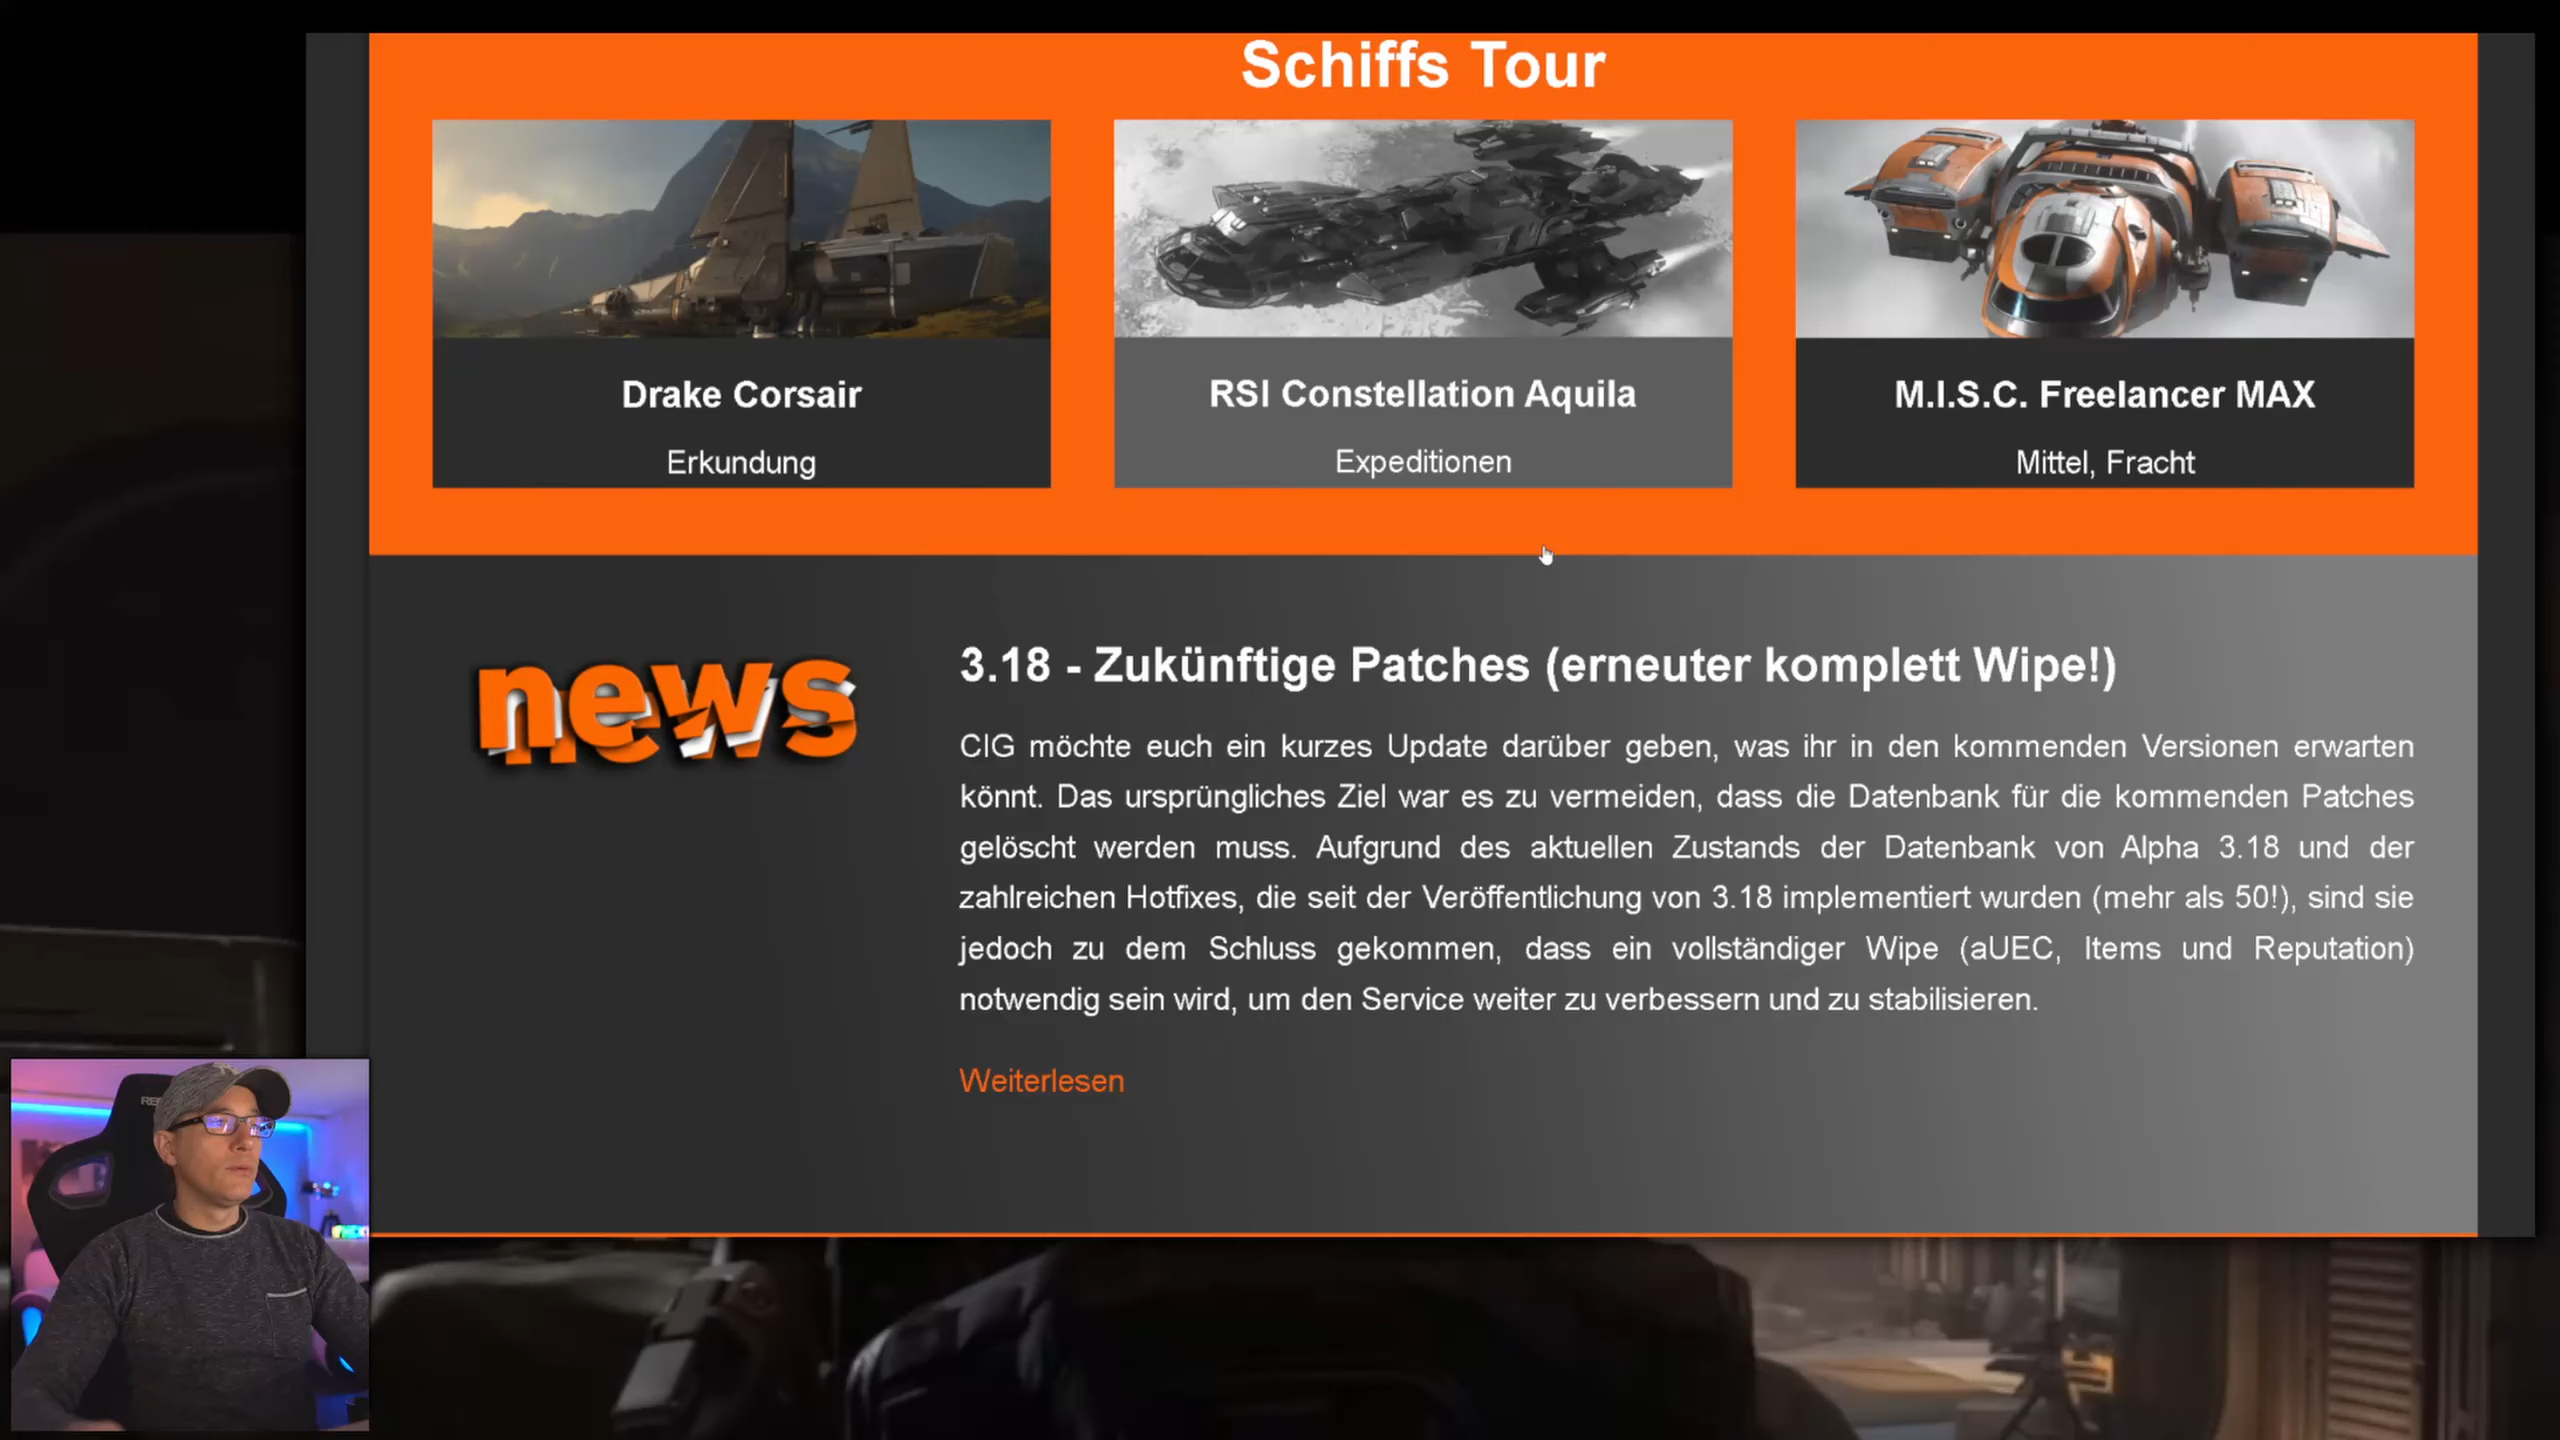 Schiffs Tour
Drake Corsair
Erkundung
RSI Constellation Aquila
Expeditionen
M.I.S.C. Freelancer MAX
Mittel, Fracht
news
3.18 - Zukünftige Patches (erneuter komplett Wipe!)
CIG möchte euch ein kurzes Update darüber geben, was ihr in den kommenden Versionen erwarten
könnt. Das ursprüngliches Ziel war es zu vermeiden, dass die Datenbank für die kommenden Patches
gelöscht werden muss. Aufgrund des aktuellen Zustands der Datenbank von Alpha 3.18 und der
zahlreichen Hotfixes, die seit der Veröffentlichung von 3.18 implementiert wurden (mehr als 50!), sind sie
jedoch zu dem Schluss gekommen, dass ein vollständiger Wipe (aUEC, Items und Reputation)
notwendig sein wird, um den Service weiter zu verbessern und zu stabilisieren.
Weiterlesen